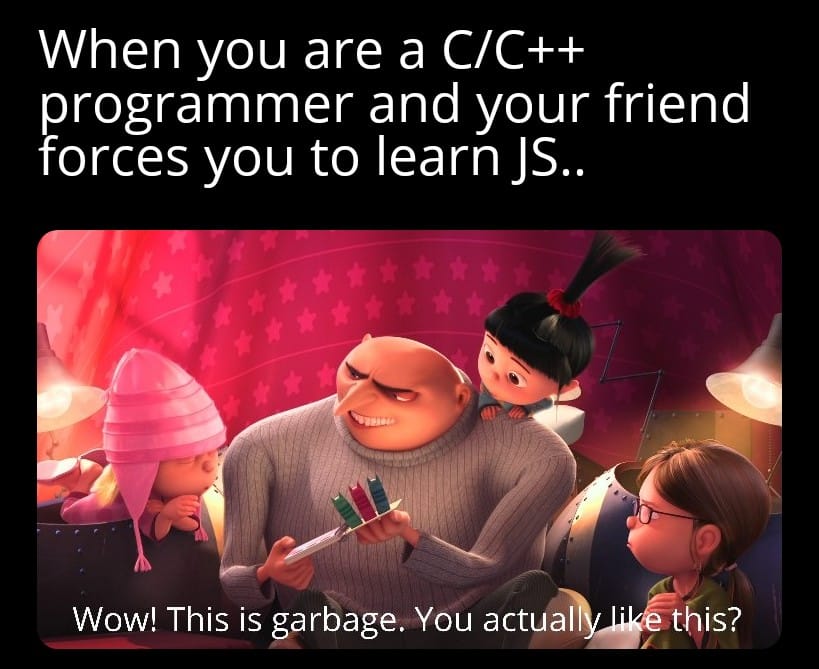 When you are a C/C++
programmer and your friend
forces you to learn JS..
Wow! This is garbage. You actually like this?